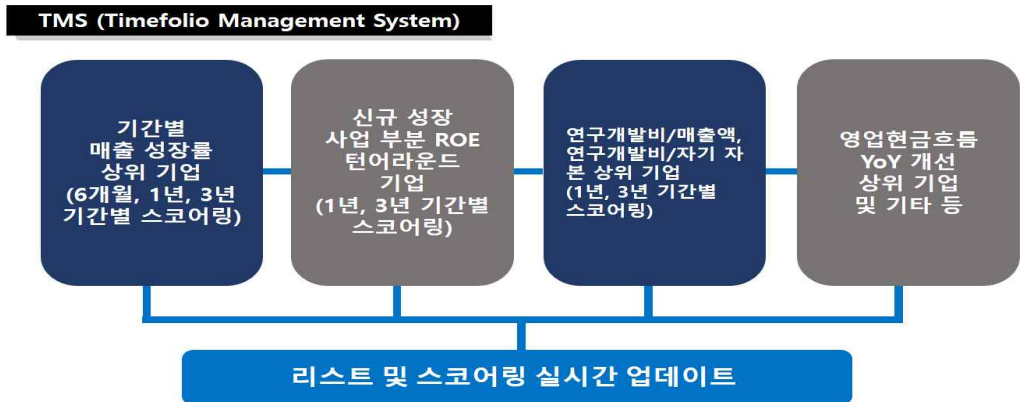 TMS (Timefolio Management System)
기간별
매출 성장률
상위 기업
(6개월, 1년, 3년
기간별 스코어링)
신규 성장
사업 부분 ROE
턴어라운드
기업
(1년, 3년 기간별
스코어링)
연구개발비/매출액,
연구개발비/자기 자
본 상위 기업
(1년, 3년 기간별
스코어링)
영업현금흐름
YoY 개선
상위 기업
및 기타 등
리스트 및 스코어링 실시간 업데이트